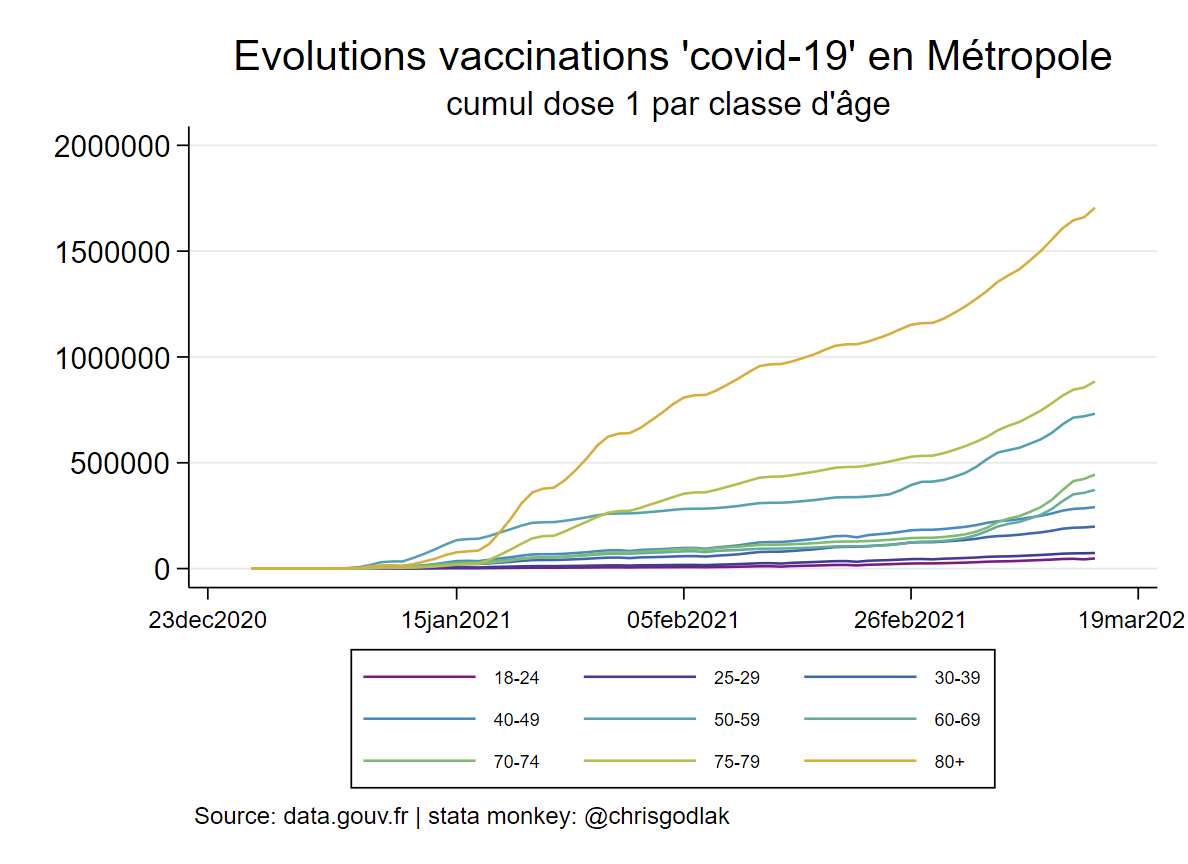 Evolutions vaccinations 'covid-19' en Métropole
cumul dose 1 par classe d'âge
2000000
1500000
1000000
500000
0
23dec2020 15jan2021 05feb2021 26feb2021 19mar202
18-24 25-29 30-39
40-49 50-59 60-69
70-74 75-79 80+
Source: data.gouv.fr | stata monkey: @chrisgodlak